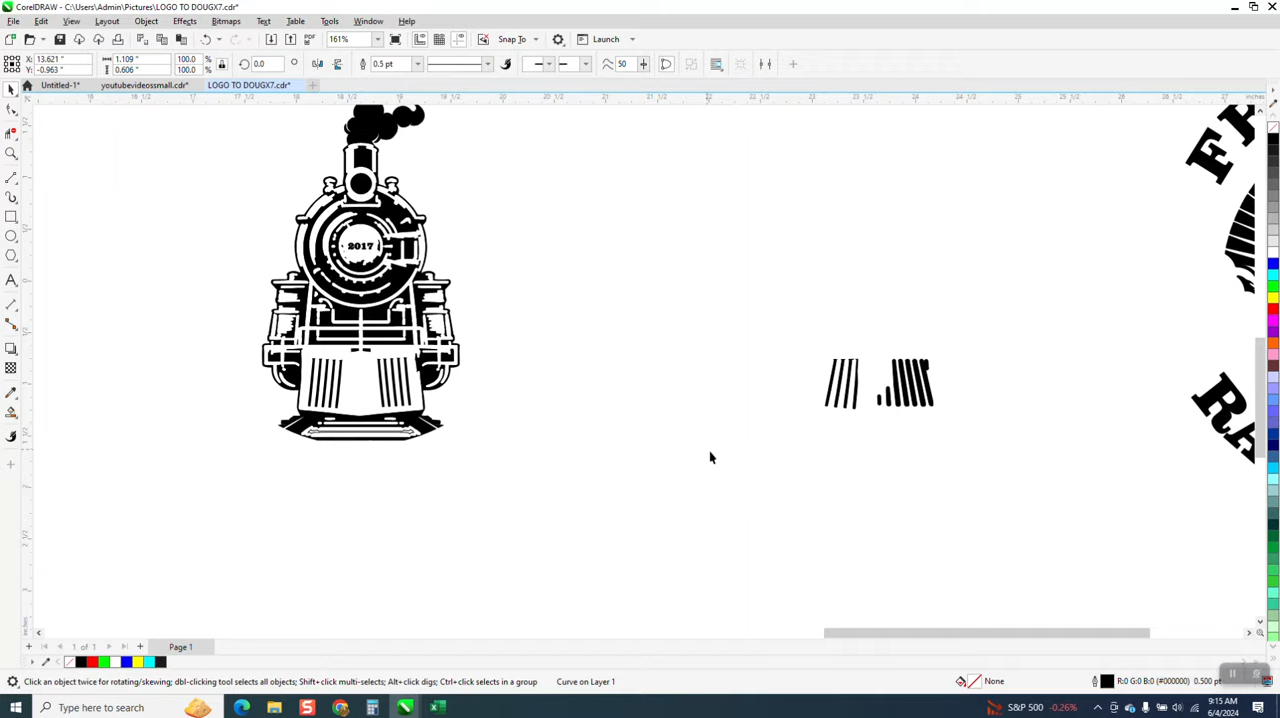 CorelDRAW - C:\Users\Admin\Pictures\LOGO TO DOUGX7.cdr*
File Edit View Layout Object Effects Bitmaps Text Table Tools Window Help
161% Snap To Launch
X: 13.621 " 1.109 " 100.0 % 0.0 0.5 pt 50
Y: -0.963 " 0.606 " 100.0 %
Untitled-1* youtubevideossmall.cdr* LOGO TO DOUGX7.cdr*
inches
2017
RA
1 of 1 Page 1
Click an object twice for rotating/skewing; dbl-clicking tool selects all objects; Shift+click multi-selects; Alt+click digs; Ctrl+click selects in a group Curve on Layer 1 None R:0 G:0 B:0 (#000000) 0.500 pt
Type here to search S&P 500 -0.26% 9:15 AM
6/4/2024